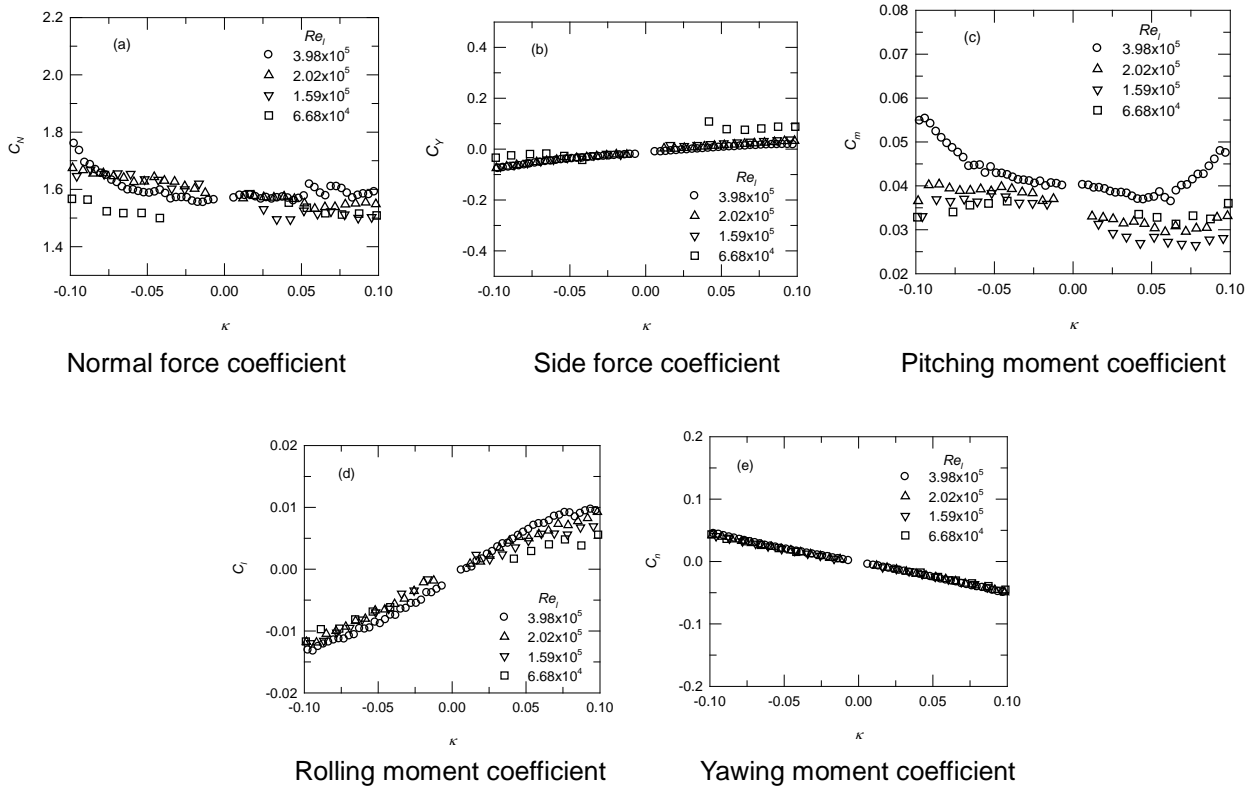 (a)
Re_l
3.98x10^5
2.02x10^5
1.59x10^5
6.68x10^4
2.2
2.0
1.8
1.6
1.4
C_N
-0.10 -0.05 0.00 0.05 0.10
κ
Normal force coefficient
(b)
0.4
0.2
0.0
-0.2
-0.4
C_Y
Re_l
3.98x10^5
2.02x10^5
1.59x10^5
6.68x10^4
-0.10 -0.05 0.00 0.05 0.10
κ
Side force coefficient
(c)
Re_l
3.98x10^5
2.02x10^5
1.59x10^5
6.68x10^4
0.08
0.07
0.06
0.05
0.04
0.03
0.02
C_m
-0.10 -0.05 0.00 0.05 0.10
κ
Pitching moment coefficient
(d)
0.02
0.01
0.00
-0.01
-0.02
C_l
Re_l
3.98x10^5
2.02x10^5
1.59x10^5
6.68x10^4
-0.10 -0.05 0.00 0.05 0.10
κ
Rolling moment coefficient
(e)
Re_l
3.98x10^5
2.02x10^5
1.59x10^5
6.68x10^4
0.2
0.1
0.0
-0.1
-0.2
C_n
-0.10 -0.05 0.00 0.05 0.10
κ
Yawing moment coefficient